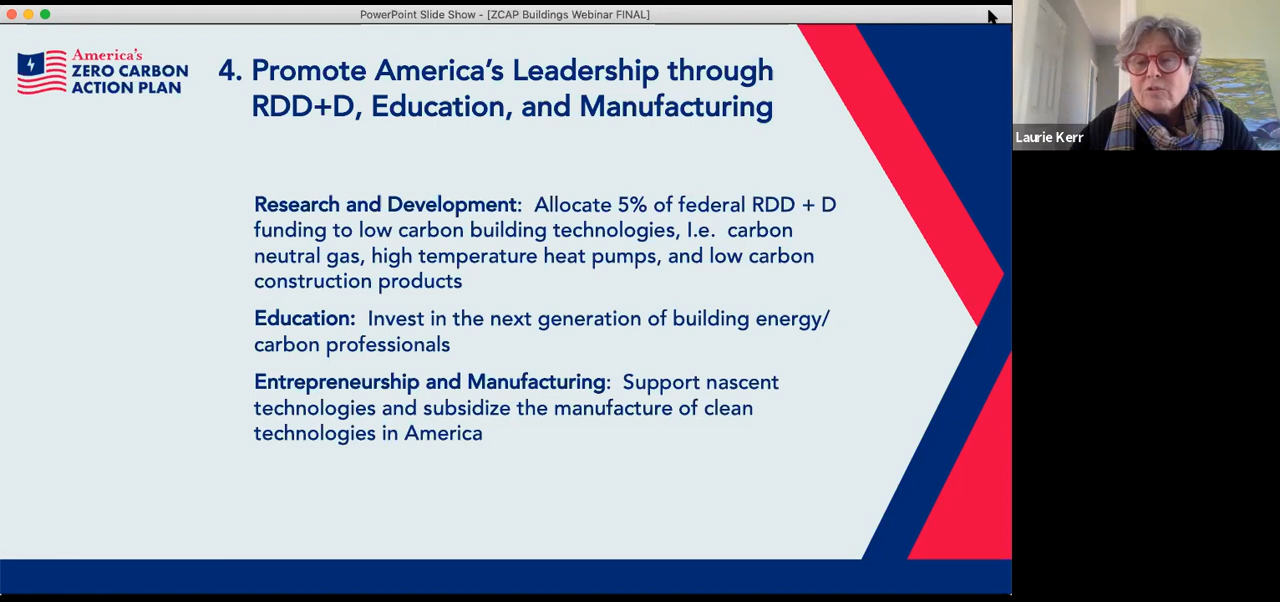 PowerPoint Slide Show - [ZCAP Buildings Webinar FINAL]
America's
ZERO CARBON
ACTION PLAN
4. Promote America's Leadership through
RDD+D, Education, and Manufacturing
Research and Development: Allocate 5% of federal RDD + D
funding to low carbon building technologies, I.e. carbon
neutral gas, high temperature heat pumps, and low carbon
construction products
Education: Invest in the next generation of building energy/
carbon professionals
Entrepreneurship and Manufacturing: Support nascent
technologies and subsidize the manufacture of clean
technologies in America
Laurie Kerr